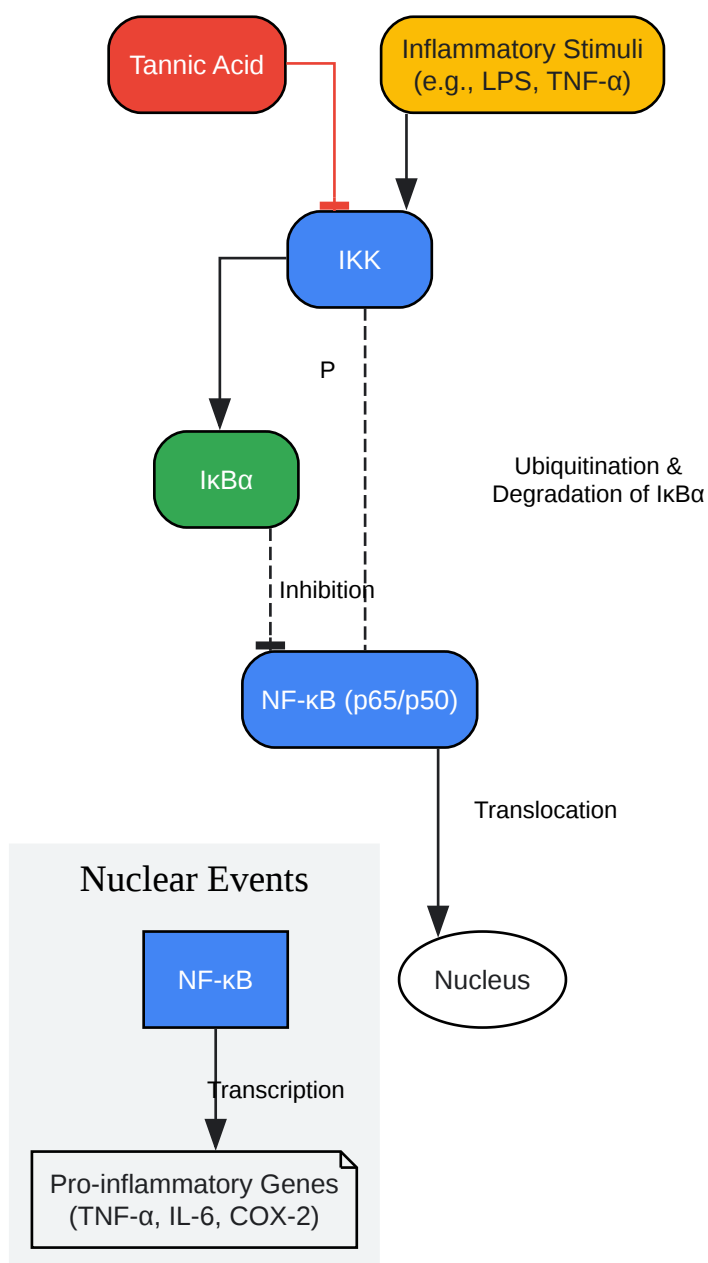 Tannic Acid
Inflammatory Stimuli
(e.g., LPS, TNF-α)
IKK
P
IκBα
Ubiquitination &
Degradation of IκBα
Inhibition
NF-κB (p65/p50)
Translocation
Nuclear Events
NF-κB
Nucleus
Transcription
Pro-inflammatory Genes
(TNF-α, IL-6, COX-2)